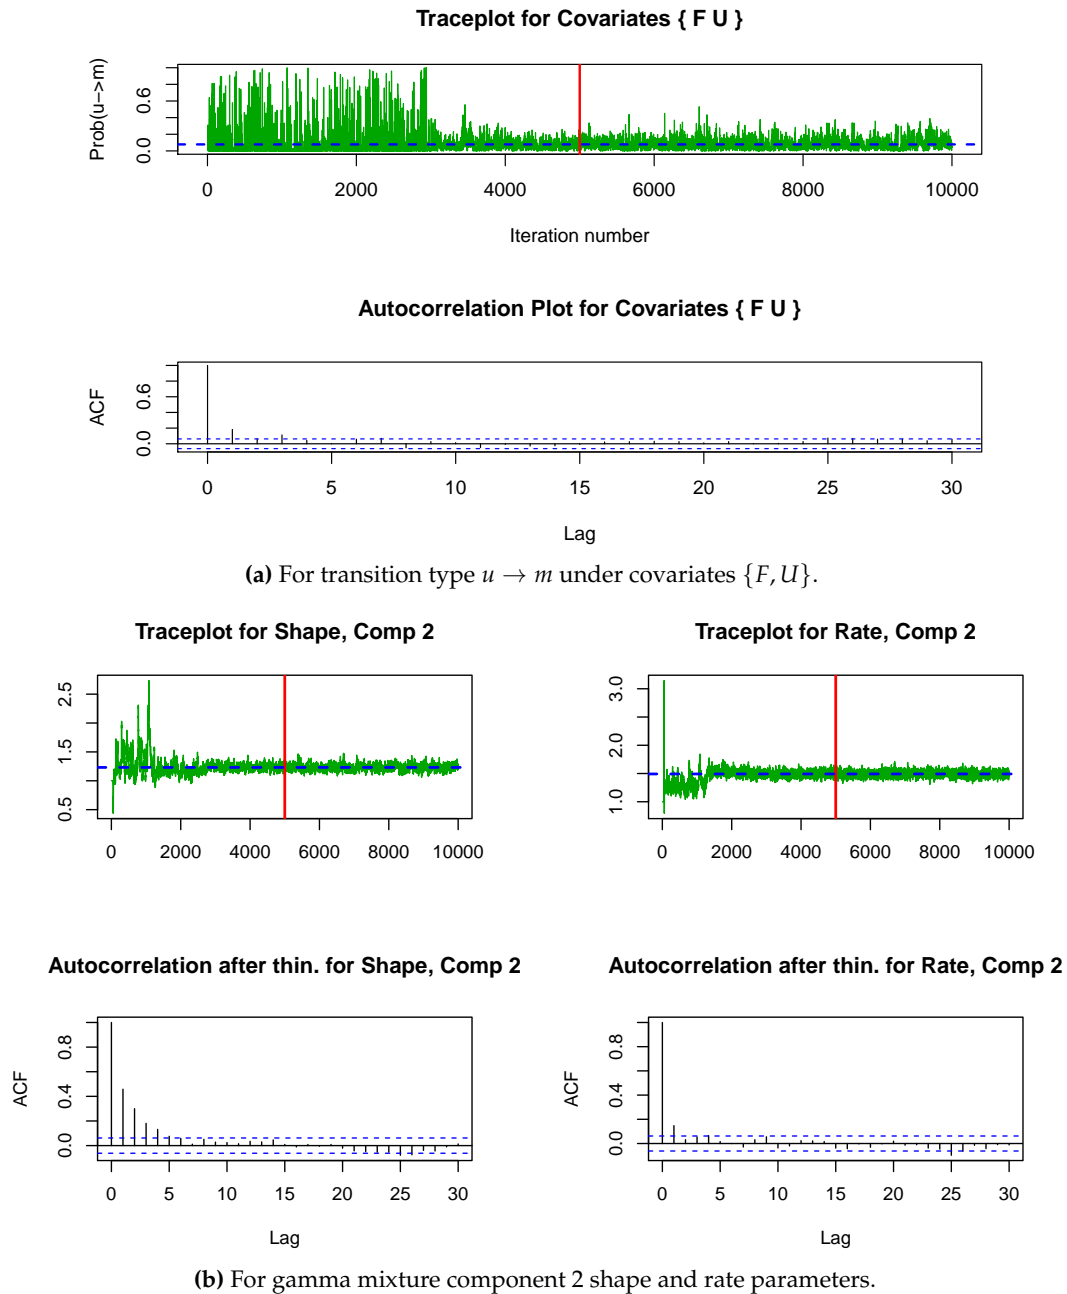 Traceplot for Covariates { F U }
Prob(u->m)
0.0 0.6
0 2000 4000 6000 8000 10000
Iteration number
Autocorrelation Plot for Covariates { F U }
ACF
0.0 0.6
0 5 10 15 20 25 30
Lag
(a) For transition type u → m under covariates {F, U}.
Traceplot for Shape, Comp 2
0.5 1.5 2.5
0 2000 4000 6000 8000 10000
Traceplot for Rate, Comp 2
1.0 2.0 3.0
0 2000 4000 6000 8000 10000
Autocorrelation after thin. for Shape, Comp 2
ACF
0.0 0.4 0.8
0 5 10 15 20 25 30
Lag
Autocorrelation after thin. for Rate, Comp 2
ACF
0.0 0.4 0.8
0 5 10 15 20 25 30
Lag
(b) For gamma mixture component 2 shape and rate parameters.